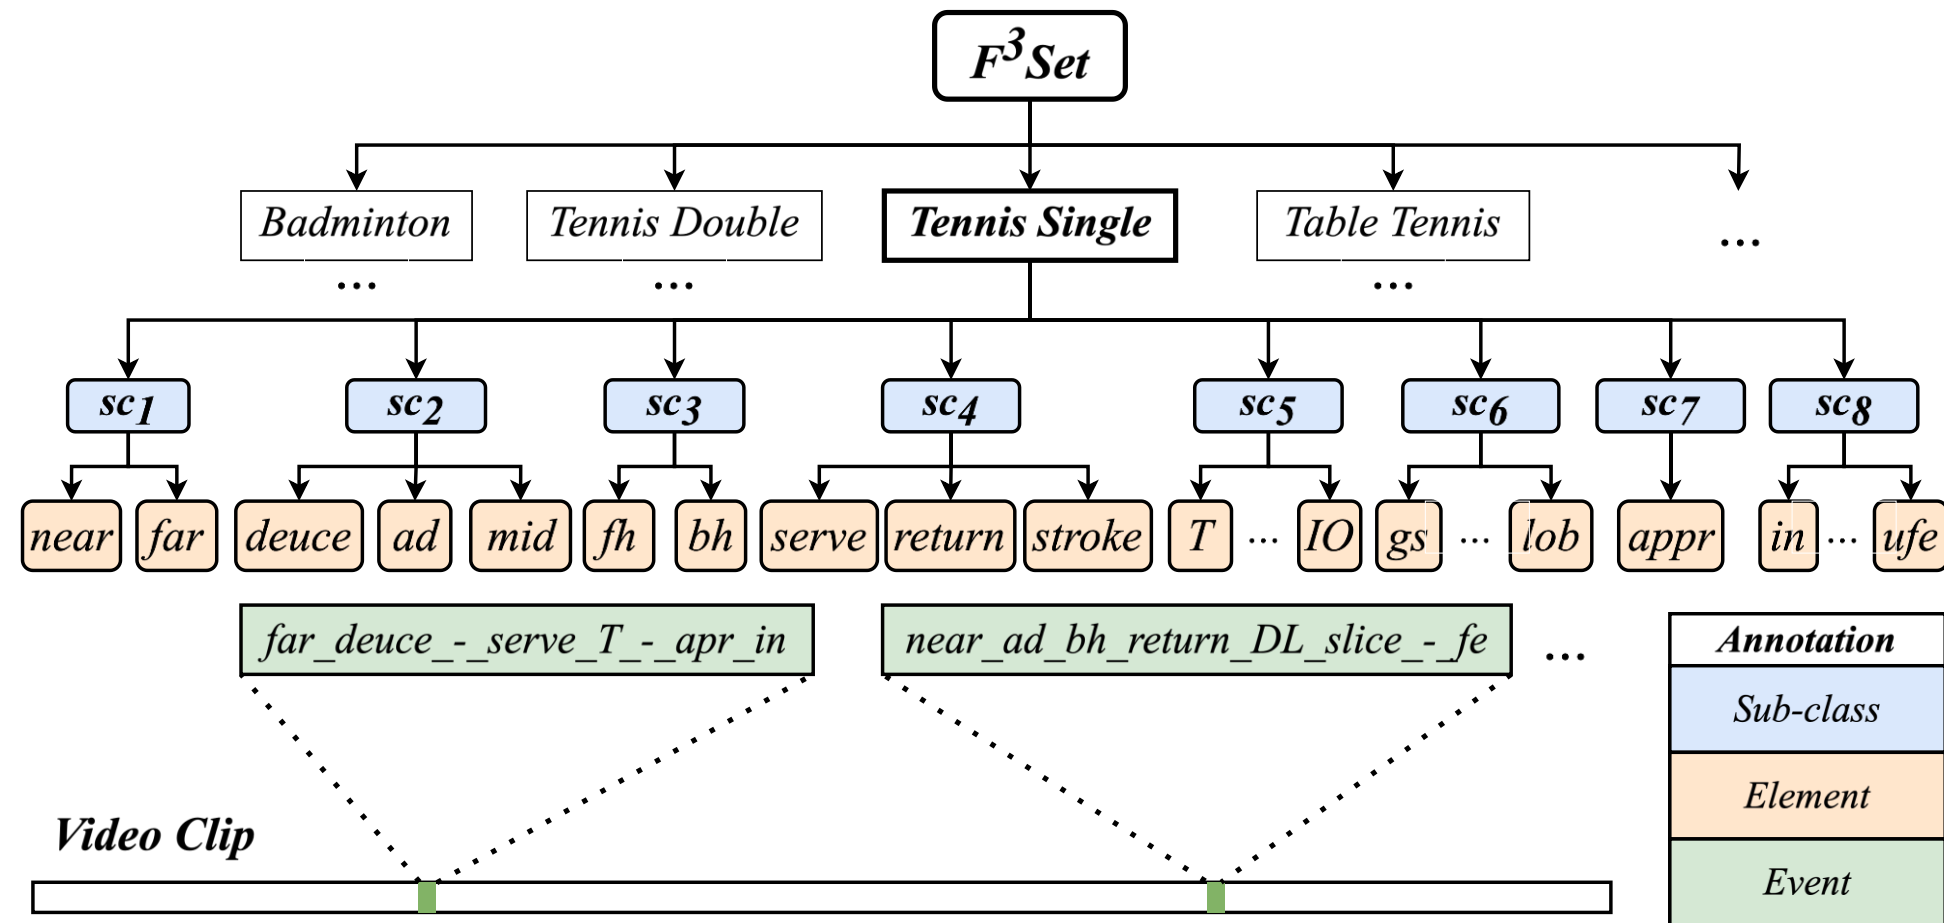 F³Set
Badminton Tennis Double Tennis Single Table Tennis ...
... ... ...
sc1 sc2 sc3 sc4 sc5 sc6 sc7 sc8
near far deuce ad mid fh bh serve return stroke T ... IO gs ... lob appr in ... ufe
far_deuce_-_serve_T_-_apr_in near_ad_bh_return_DL_slice_-_fe ...
Annotation
Sub-class
Element
Event
Video Clip